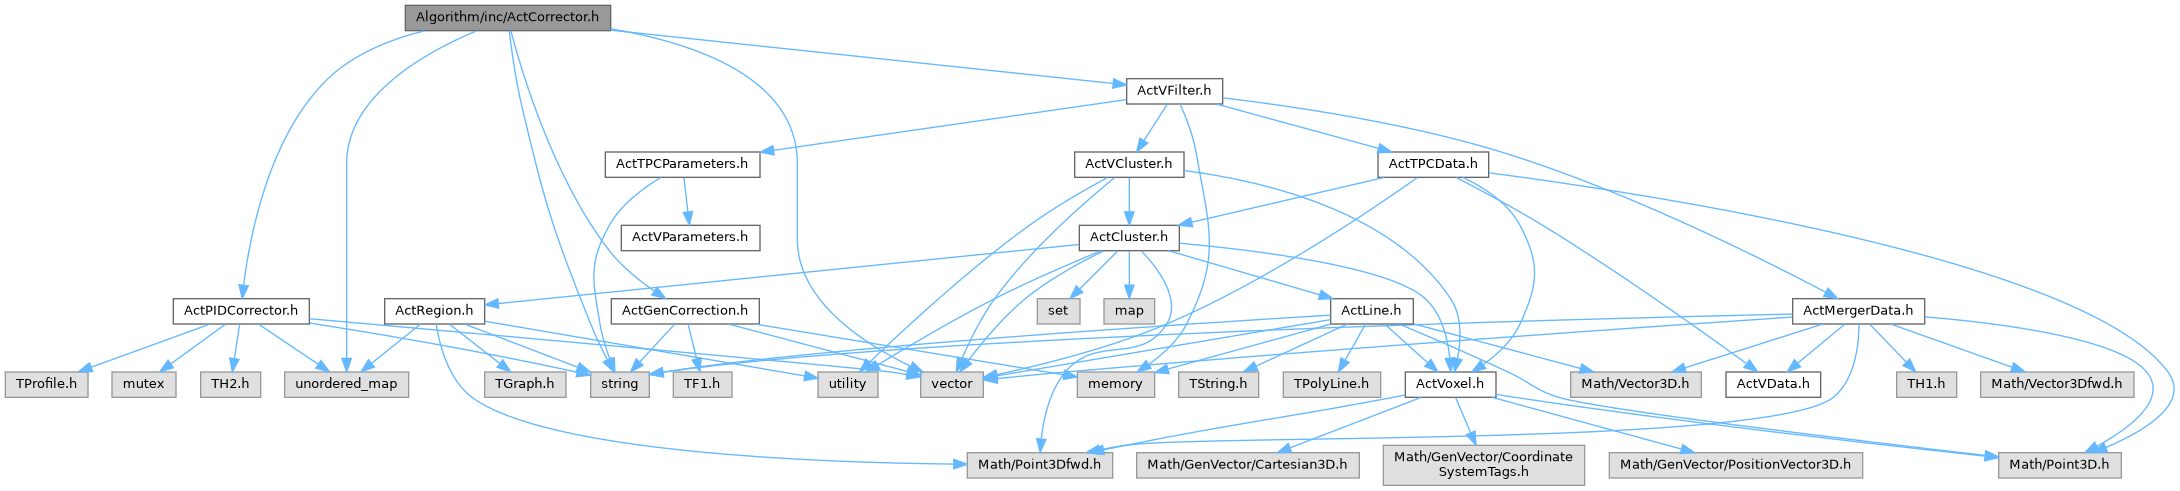 Algorithm/inc/ActCorrector.h
ActVFilter.h
ActTPCParameters.h
ActVCluster.h
ActTPCData.h
ActVParameters.h
ActCluster.h
ActPIDCorrector.h
ActRegion.h
ActGenCorrection.h
set
map
ActLine.h
ActMergerData.h
TProfile.h
mutex
TH2.h
unordered_map
TGraph.h
string
TF1.h
utility
vector
memory
TString.h
TPolyLine.h
ActVoxel.h
Math/Vector3D.h
ActVData.h
TH1.h
Math/Vector3Dfwd.h
Math/Point3Dfwd.h
Math/GenVector/Cartesian3D.h
Math/GenVector/Coordinate
SystemTags.h
Math/GenVector/PositionVector3D.h
Math/Point3D.h